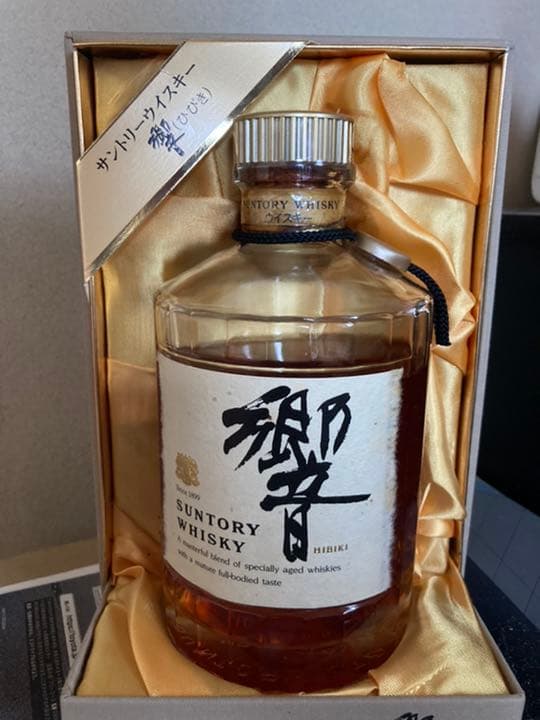 サントリーウイスキー
響(ひびき)
SUNTORY WHISKY
ウイスキー
響
Since 1899
SUNTORY
WHISKY
HIBIKI
A masterful blend of specially aged whiskies
with a mature full-bodied taste